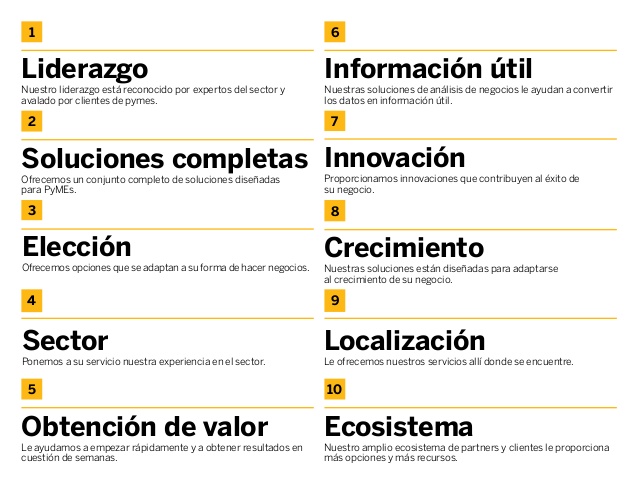 1
Liderazgo
Nuestro liderazgo está reconocido por expertos del sector y
avalado por clientes de pymes.
2
Soluciones completas
Ofrecemos un conjunto completo de soluciones diseñadas
para PyMEs.
3
Elección
Ofrecemos opciones que se adaptan a su forma de hacer negocios.
4
Sector
Ponemos a su servicio nuestra experiencia en el sector.
5
Obtención de valor
Le ayudamos a empezar rápidamente y a obtener resultados en
cuestión de semanas.
6
Información útil
Nuestras soluciones de análisis de negocios le ayudan a convertir
los datos en información útil.
7
Innovación
Proporcionamos innovaciones que contribuyen al éxito de
su negocio.
8
Crecimiento
Nuestras soluciones están diseñadas para adaptarse
al crecimiento de su negocio.
9
Localización
Le ofrecemos nuestros servicios allí donde se encuentre.
10
Ecosistema
Nuestro amplio ecosistema de partners y clientes le proporciona
más opciones y más recursos.